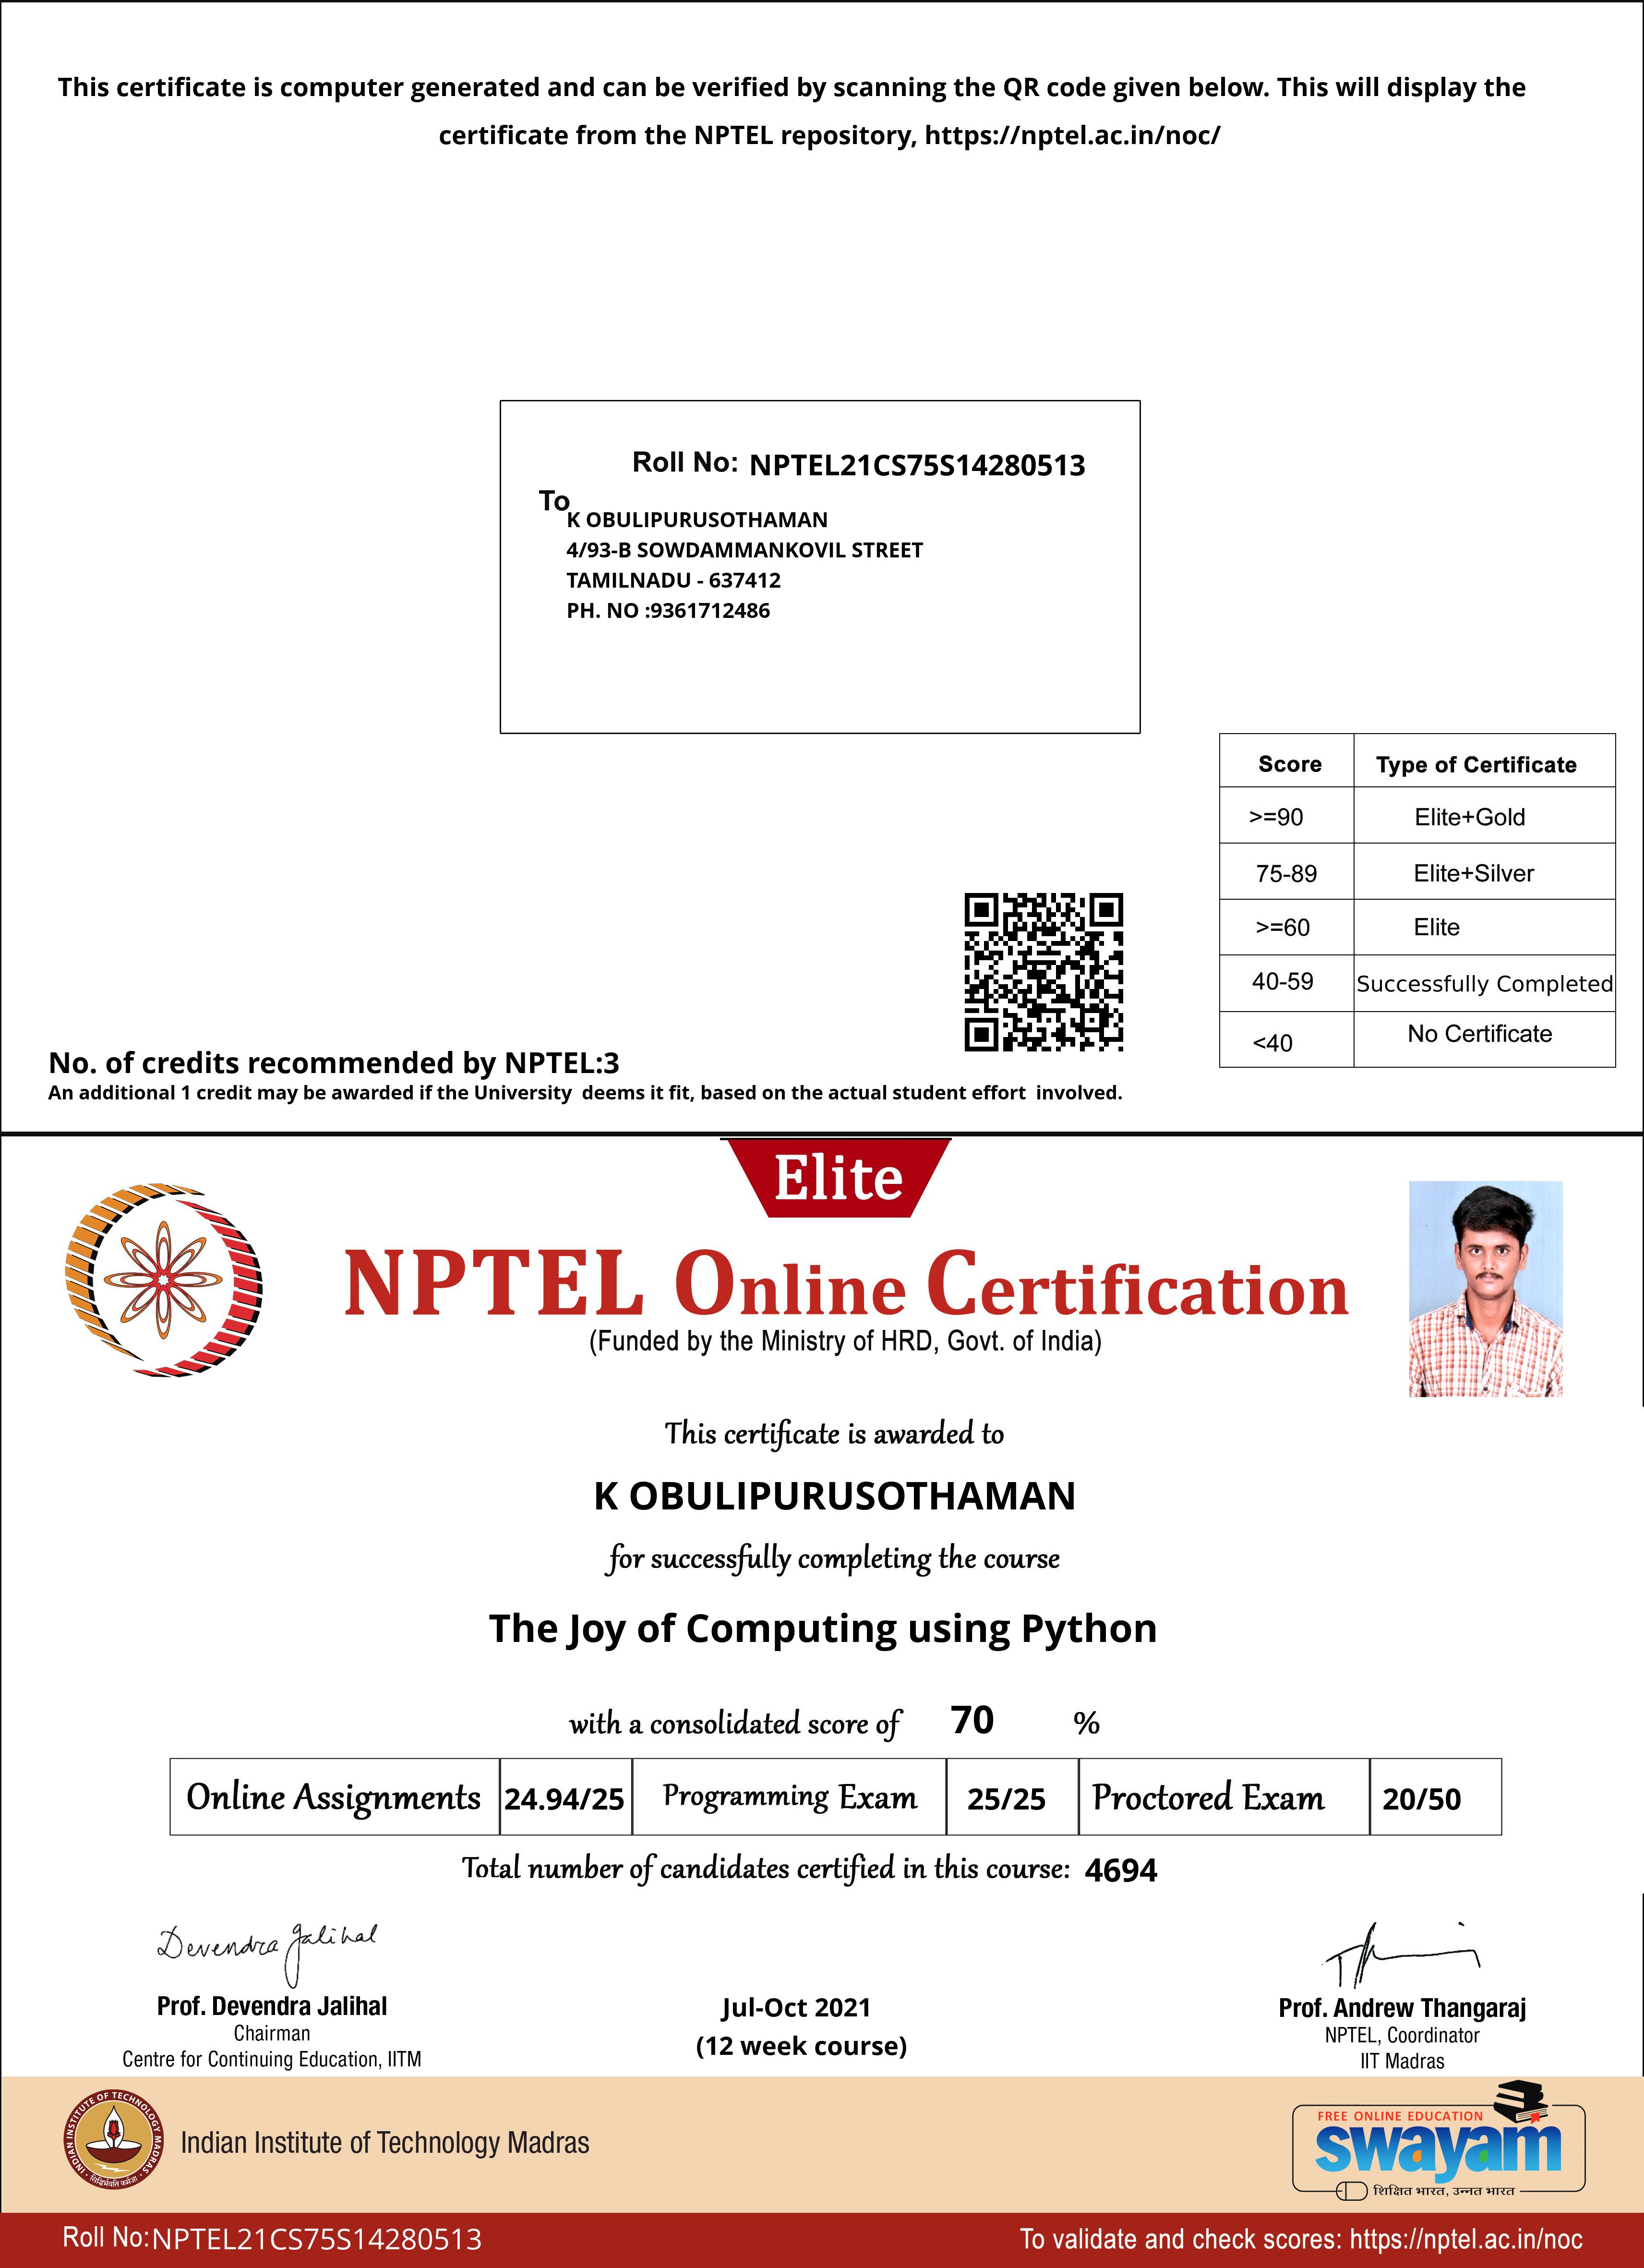 This certificate is computer generated and can be verified by scanning the QR code given below. This will display the
certificate from the NPTEL repository, https://nptel.ac.in/noc/
Roll No: NPTEL21CS75S14280513
To
K OBULIPURUSOTHAMAN
4/93-B SOWDAMMANKOVIL STREET
TAMILNADU - 637412
PH. NO :9361712486
Score Type of Certificate
>=90 Elite+Gold
75-89 Elite+Silver
>=60 Elite
40-59 Successfully Completed
<40 No Certificate
No. of credits recommended by NPTEL:3
An additional 1 credit may be awarded if the University deems it fit, based on the actual student effort involved.
Elite
NPTEL Online Certification
(Funded by the Ministry of HRD, Govt. of India)
This certificate is awarded to
K OBULIPURUSOTHAMAN
for successfully completing the course
The Joy of Computing using Python
with a consolidated score of 70 %
Online Assignments 24.94/25 Programming Exam 25/25 Proctored Exam 20/50
Total number of candidates certified in this course: 4694
Devendra Jalihal
Prof. Devendra Jalihal
Chairman
Centre for Continuing Education, IITM
Jul-Oct 2021
(12 week course)
Prof. Andrew Thangaraj
NPTEL, Coordinator
IIT Madras
INDIAN INSTITUTE OF TECHNOLOGY MADRAS
सिद्धिर्भवति कर्मजा
Indian Institute of Technology Madras
FREE ONLINE EDUCATION
swayam
शिक्षित भारत, उन्नत भारत
Roll No:NPTEL21CS75S14280513
To validate and check scores: https://nptel.ac.in/noc